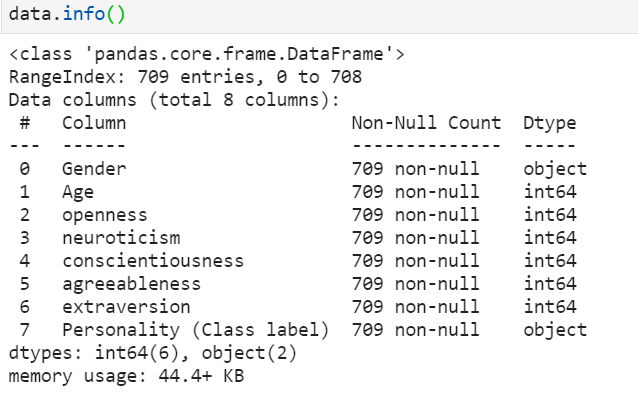 data.info()
<class 'pandas.core.frame.DataFrame'>
RangeIndex: 709 entries, 0 to 708
Data columns (total 8 columns):
 #   Column                       Non-Null Count  Dtype
---  ------                       --------------  -----
 0   Gender                       709 non-null    object
 1   Age                          709 non-null    int64
 2   openness                     709 non-null    int64
 3   neuroticism                  709 non-null    int64
 4   conscientiousness            709 non-null    int64
 5   agreeableness                709 non-null    int64
 6   extraversion                 709 non-null    int64
 7   Personality (Class label)  709 non-null    object
dtypes: int64(6), object(2)
memory usage: 44.4+ KB